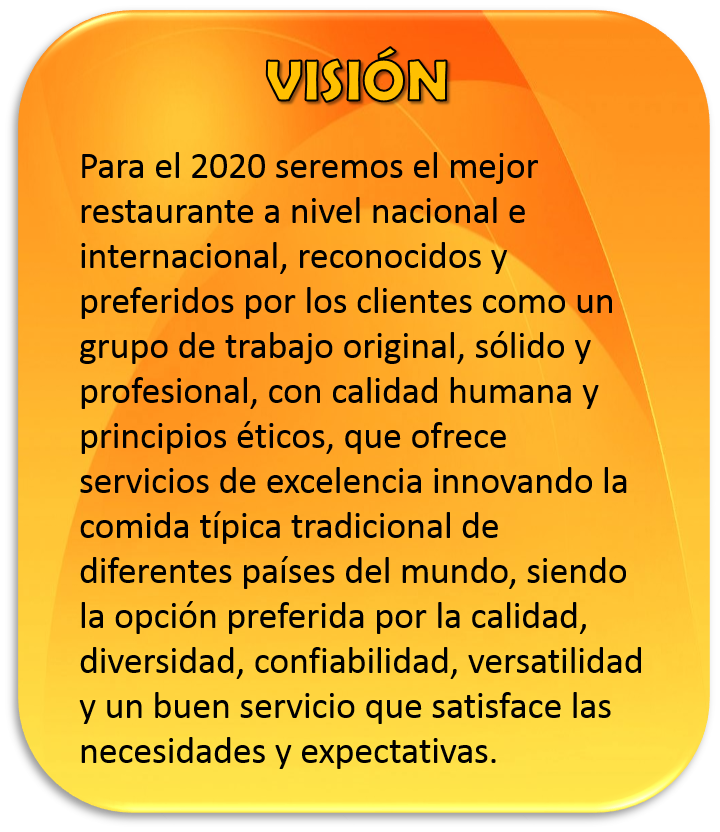 VISIÓN
Para el 2020 seremos el mejor
restaurante a nivel nacional e
internacional, reconocidos y
preferidos por los clientes como un
grupo de trabajo original, sólido y
profesional, con calidad humana y
principios éticos, que ofrece
servicios de excelencia innovando la
comida típica tradicional de
diferentes países del mundo, siendo
la opción preferida por la calidad,
diversidad, confiabilidad, versatilidad
y un buen servicio que satisface las
necesidades y expectativas.